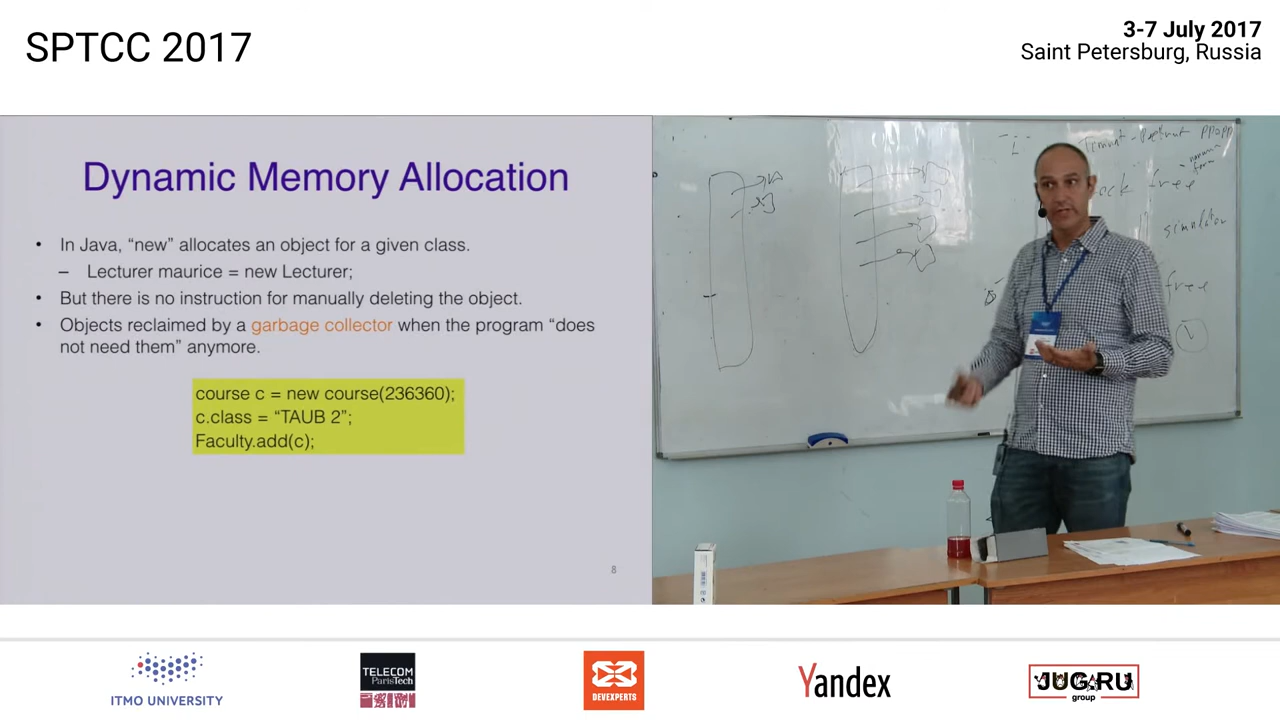 SPTCC 2017
3-7 July 2017
Saint Petersburg, Russia
Dynamic Memory Allocation
• In Java, “new” allocates an object for a given class.
– Lecturer maurice = new Lecturer;
• But there is no instruction for manually deleting the object.
• Objects reclaimed by a garbage collector when the program “does
not need them” anymore.
course c = new course(236360);
c.class = “TAUB 2”;
Faculty.add(c);
8
free
simulator
free
ITMO UNIVERSITY
TELECOM
ParisTech
DEVEXPERTS
Yandex
JUG.RU
group